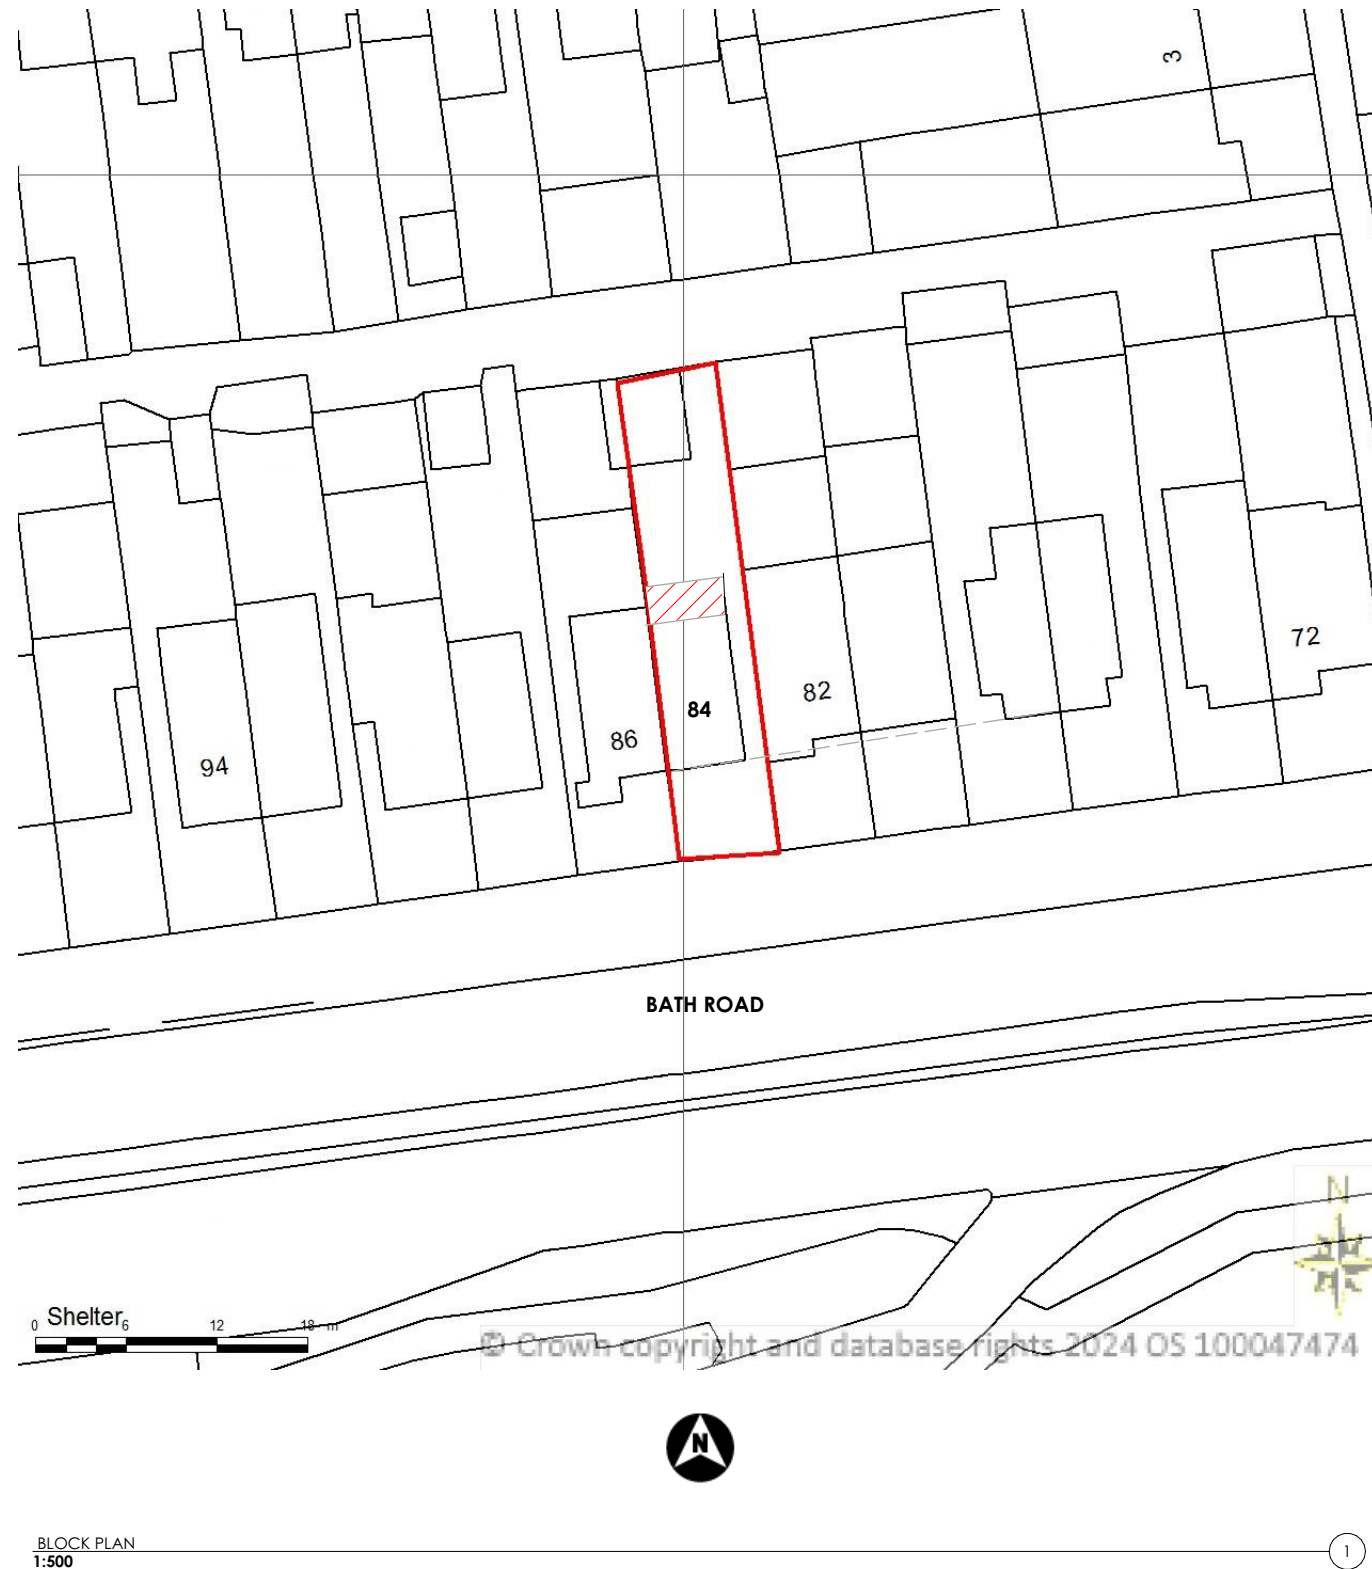 3
72
82
84
86
94
BATH ROAD
N
Shelter
0 6 12 18 m
© Crown copyright and database rights 2024 OS 100047474
N
BLOCK PLAN
1
1:500